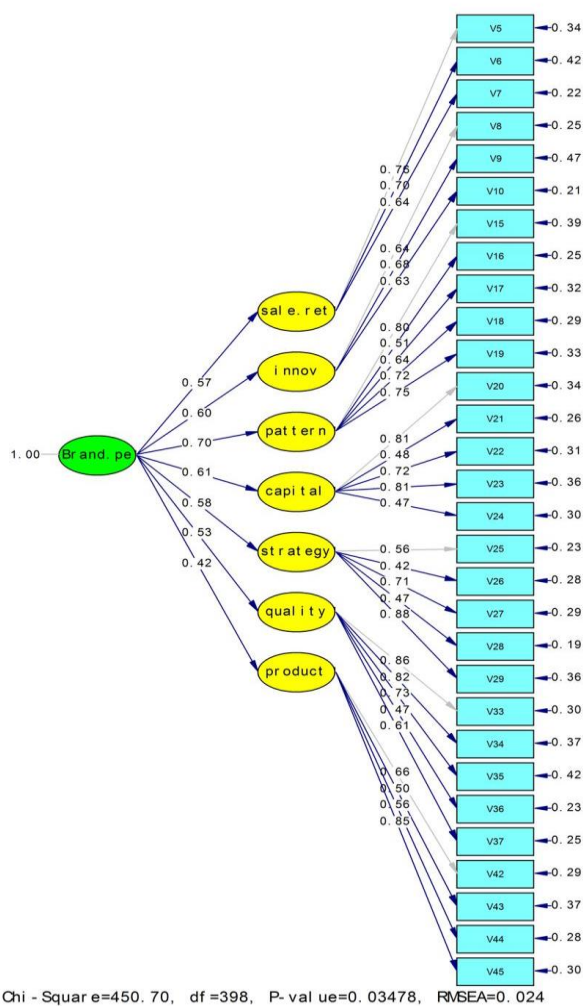 V5 0.34
V6 0.42
V7 0.22
V8 0.25
V9 0.47
V10 0.21
V15 0.39
V16 0.25
V17 0.32
V18 0.29
V19 0.33
V20 0.34
V21 0.26
V22 0.31
V23 0.36
V24 0.30
V25 0.23
V26 0.28
V27 0.29
V28 0.19
V29 0.36
V33 0.30
V34 0.37
V35 0.42
V36 0.23
V37 0.25
V42 0.29
V43 0.37
V44 0.28
V45 0.30
0.76
0.70
0.64
0.64
0.68
0.63
0.80
0.51
0.64
0.72
0.75
0.81
0.48
0.72
0.81
0.47
0.56
0.42
0.71
0.47
0.88
0.86
0.82
0.73
0.47
0.61
0.66
0.50
0.56
0.85
sale.ret
innov
pattern
capital
strategy
quality
product
0.57
0.60
0.70
0.61
0.58
0.53
0.42
1.00 Brand.pe
Chi-Square=450.70, df=398, P-value=0.03478, RMSEA=0.024